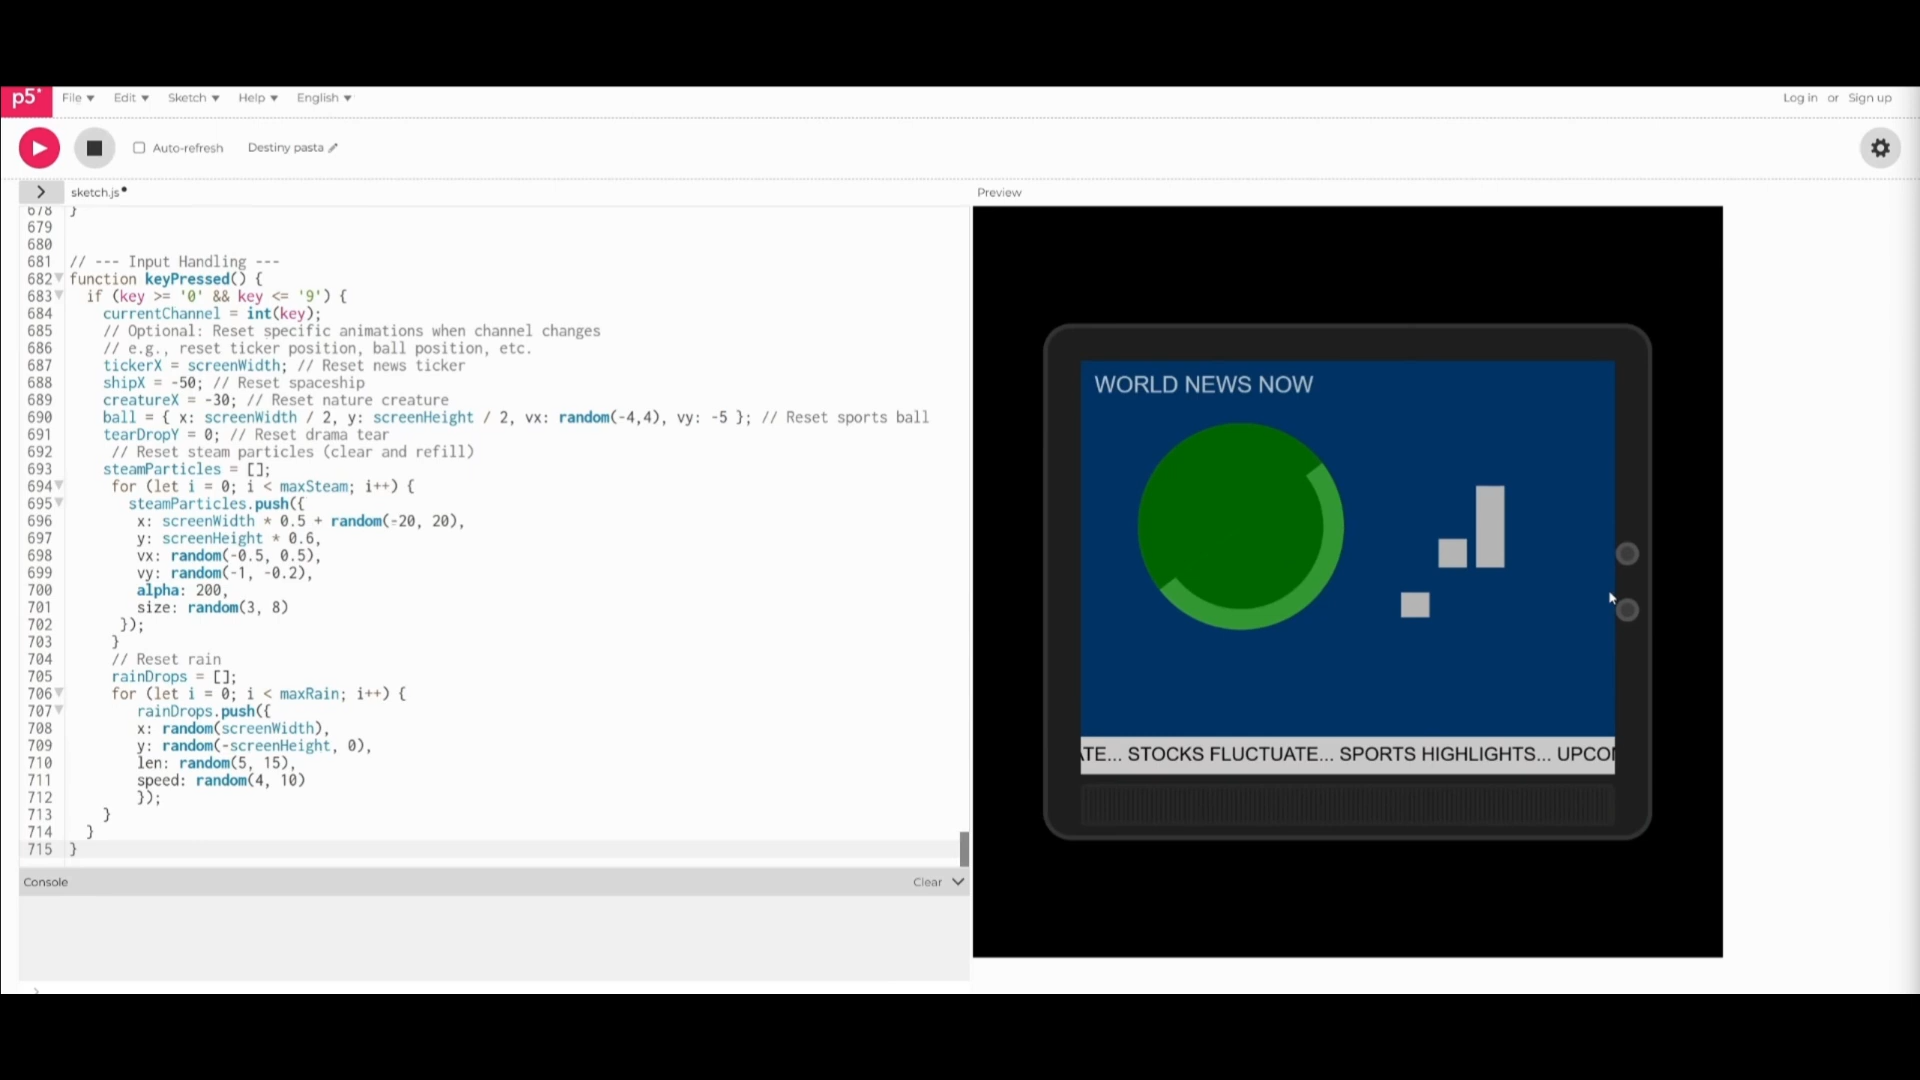 p5* File Edit Sketch Help English Log in or Sign up
Auto-refresh Destiny pasta
> sketch.js Preview
678 }
679
680
681 // --- Input Handling ---
682 function keyPressed() {
683 if (key >= '0' && key <= '9') {
684 currentChannel = int(key);
685 // Optional: Reset specific animations when channel changes
686 // e.g., reset ticker position, ball position, etc.
687 tickerX = screenWidth; // Reset news ticker
688 shipX = -50; // Reset spaceship
689 creatureX = -30; // Reset nature creature
690 ball = { x: screenWidth / 2, y: screenHeight / 2, vx: random(-4,4), vy: -5 }; // Reset sports ball
691 tearDropY = 0; // Reset drama tear
692 // Reset steam particles (clear and refill)
693 steamParticles = [];
694 for (let i = 0; i < maxSteam; i++) {
695 steamParticles.push({
696 x: screenWidth * 0.5 + random(-20, 20),
697 y: screenHeight * 0.6,
698 vx: random(-0.5, 0.5),
699 vy: random(-1, -0.2),
700 alpha: 200,
701 size: random(3, 8)
702 });
703 }
704 // Reset rain
705 rainDrops = [];
706 for (let i = 0; i < maxRain; i++) {
707 rainDrops.push({
708 x: random(screenWidth),
709 y: random(-screenHeight, 0),
710 len: random(5, 15),
711 speed: random(4, 10)
712 });
713 }
714 }
715 }
Console Clear
>
WORLD NEWS NOW
ATE... STOCKS FLUCTUATE... SPORTS HIGHLIGHTS... UPCO